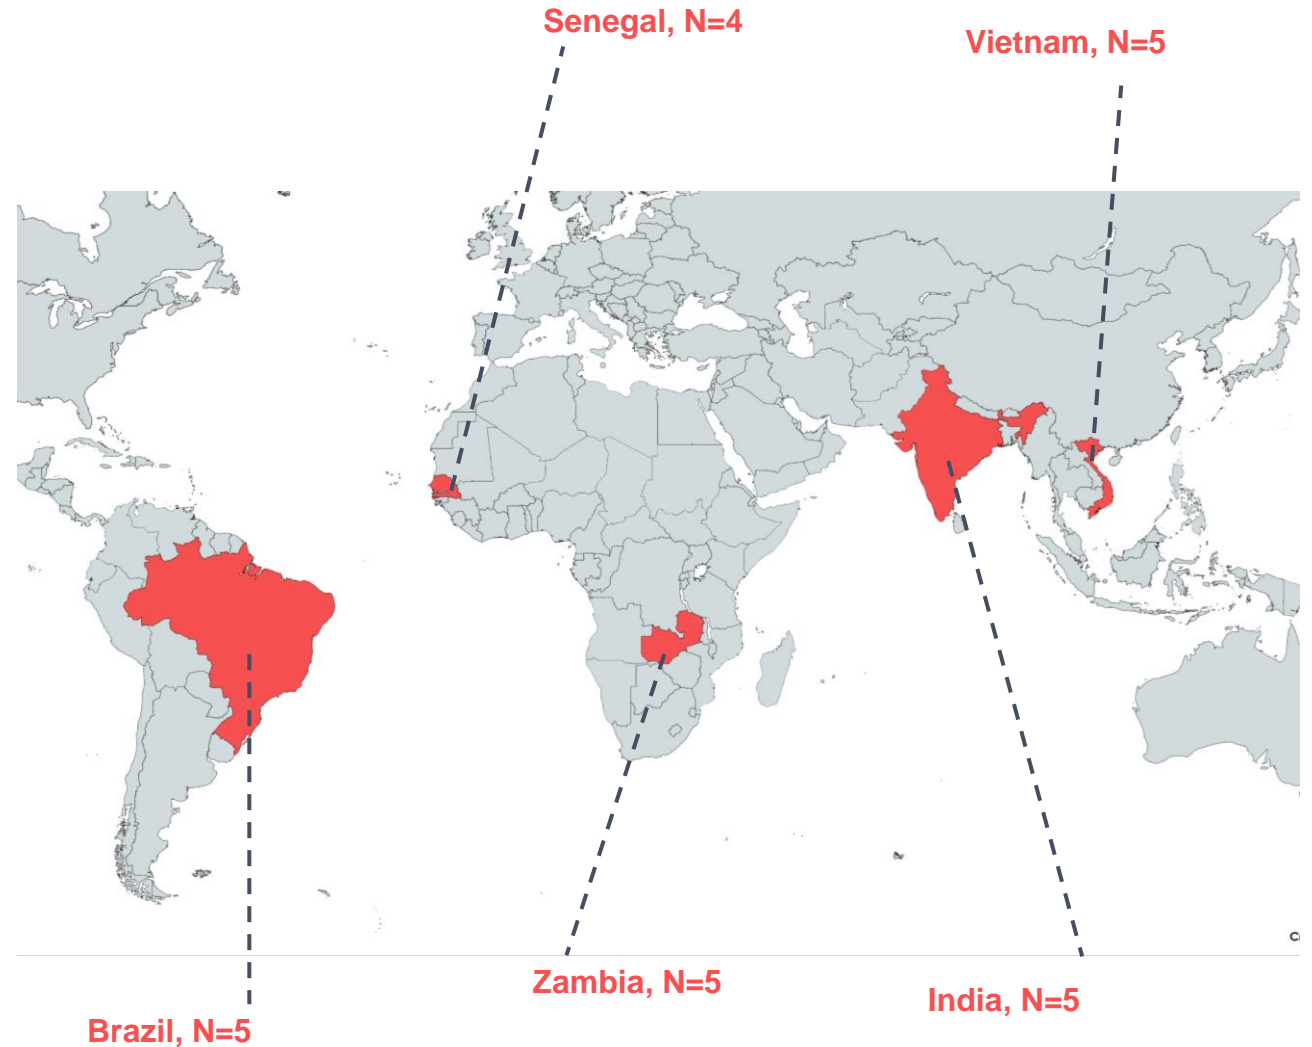 Senegal, N=4
Vietnam, N=5
Zambia, N=5
India, N=5
Brazil, N=5